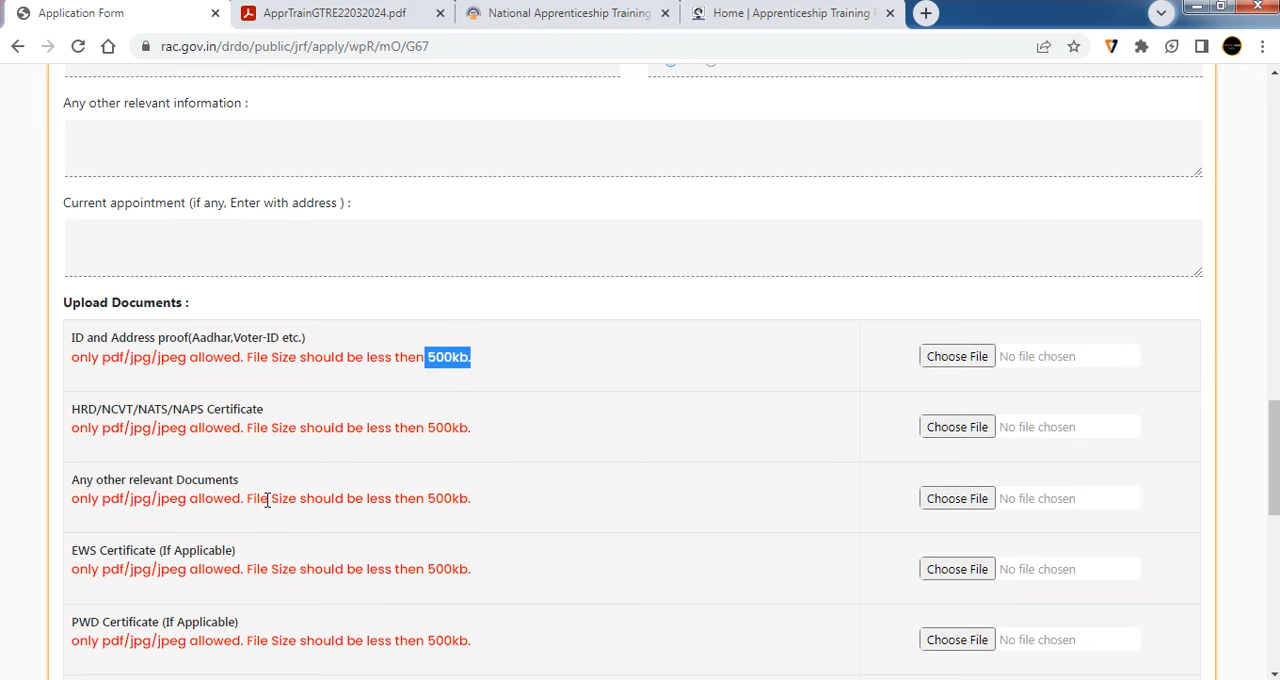 Application Form
ApprTrainGTRE22032024.pdf
National Apprenticeship Training
Home | Apprenticeship Training
rac.gov.in/drdo/public/jrf/apply/wpR/mO/G67
Any other relevant information :
Current appointment (if any, Enter with address ) :
Upload Documents :
ID and Address proof(Aadhar,Voter-ID etc.)
only pdf/jpg/jpeg allowed. File Size should be less then 500kb.
Choose File No file chosen
HRD/NCVT/NATS/NAPS Certificate
only pdf/jpg/jpeg allowed. File Size should be less then 500kb.
Choose File No file chosen
Any other relevant Documents
only pdf/jpg/jpeg allowed. File Size should be less then 500kb.
Choose File No file chosen
EWS Certificate (If Applicable)
only pdf/jpg/jpeg allowed. File Size should be less then 500kb.
Choose File No file chosen
PWD Certificate (If Applicable)
only pdf/jpg/jpeg allowed. File Size should be less then 500kb.
Choose File No file chosen